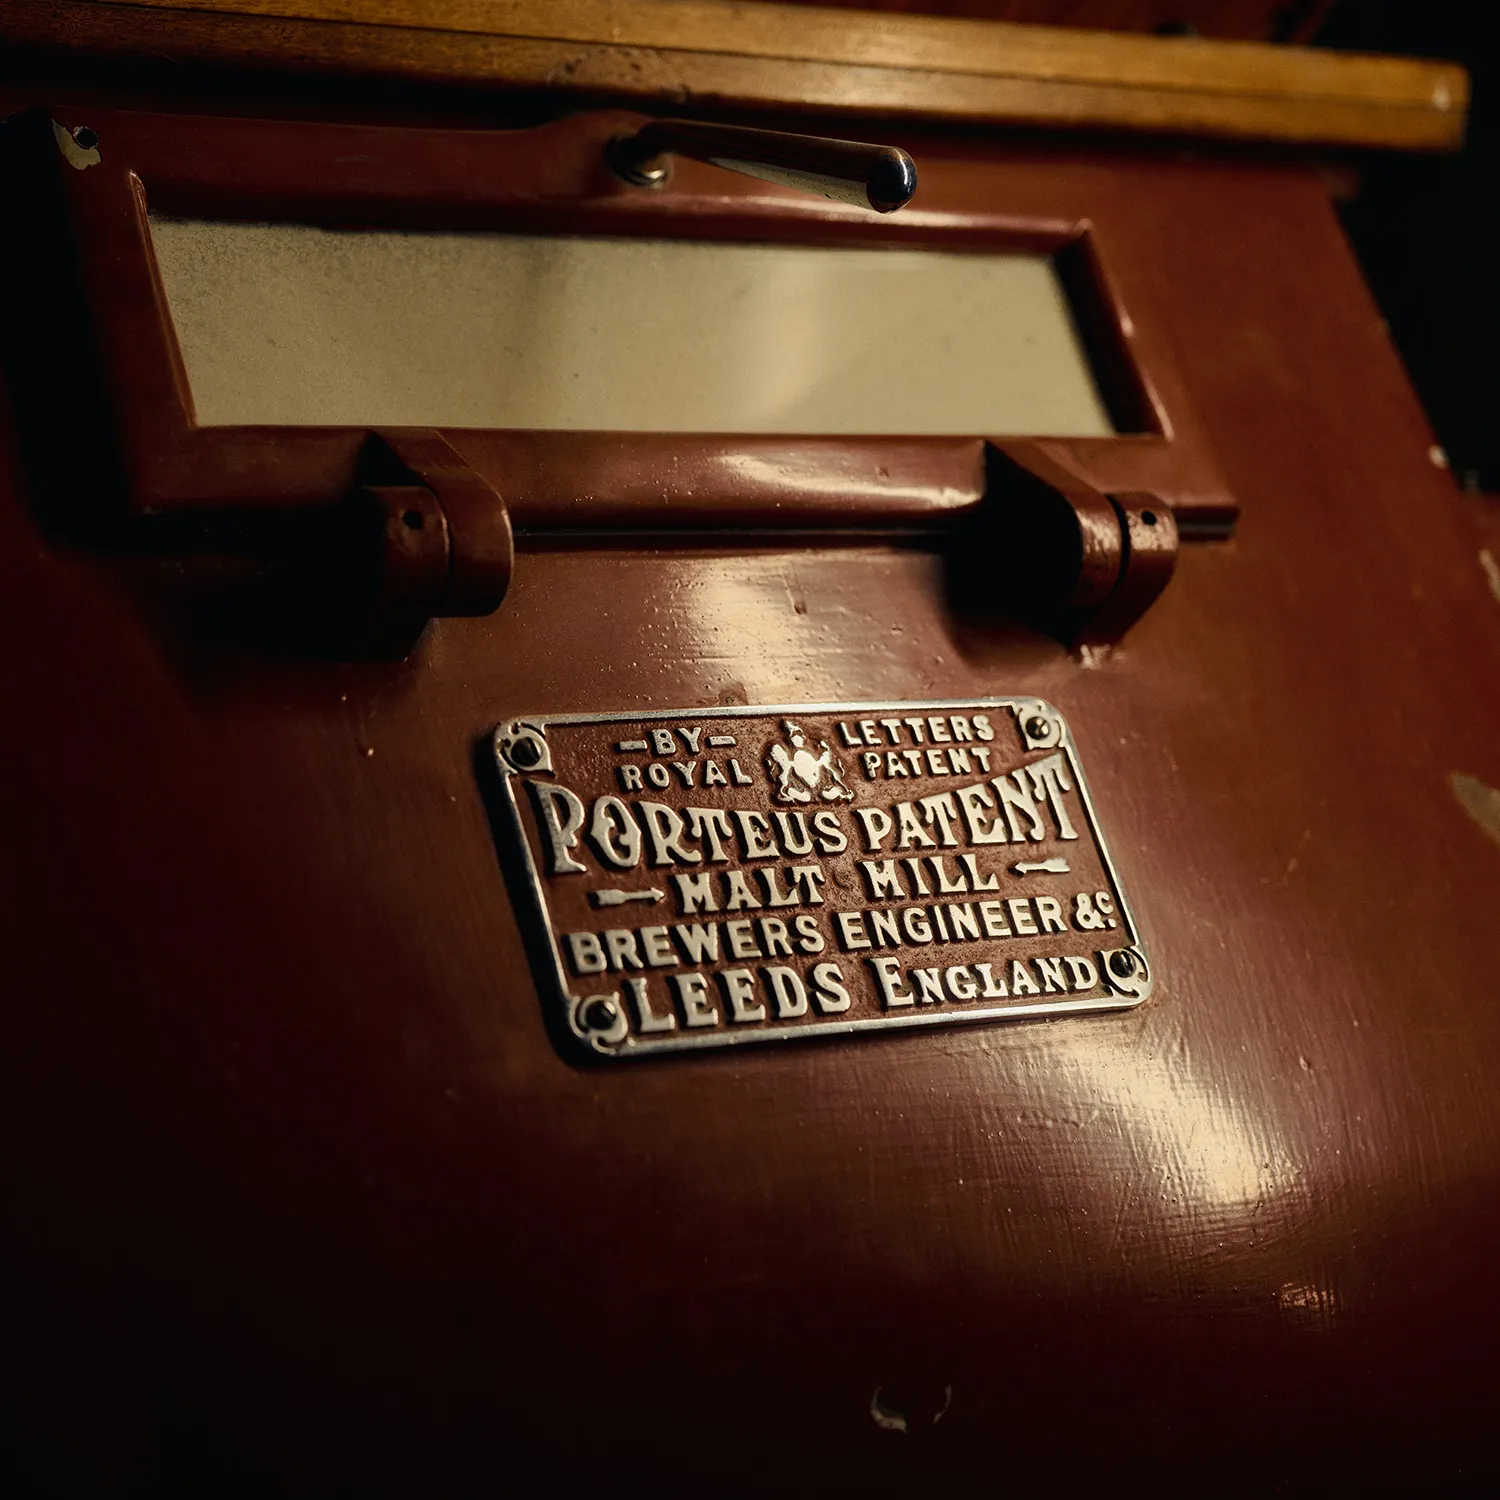 -BY- LETTERS
ROYAL PATENT
PORTEUS PATENT
MALT MILL
BREWERS ENGINEER &c.
LEEDS ENGLAND